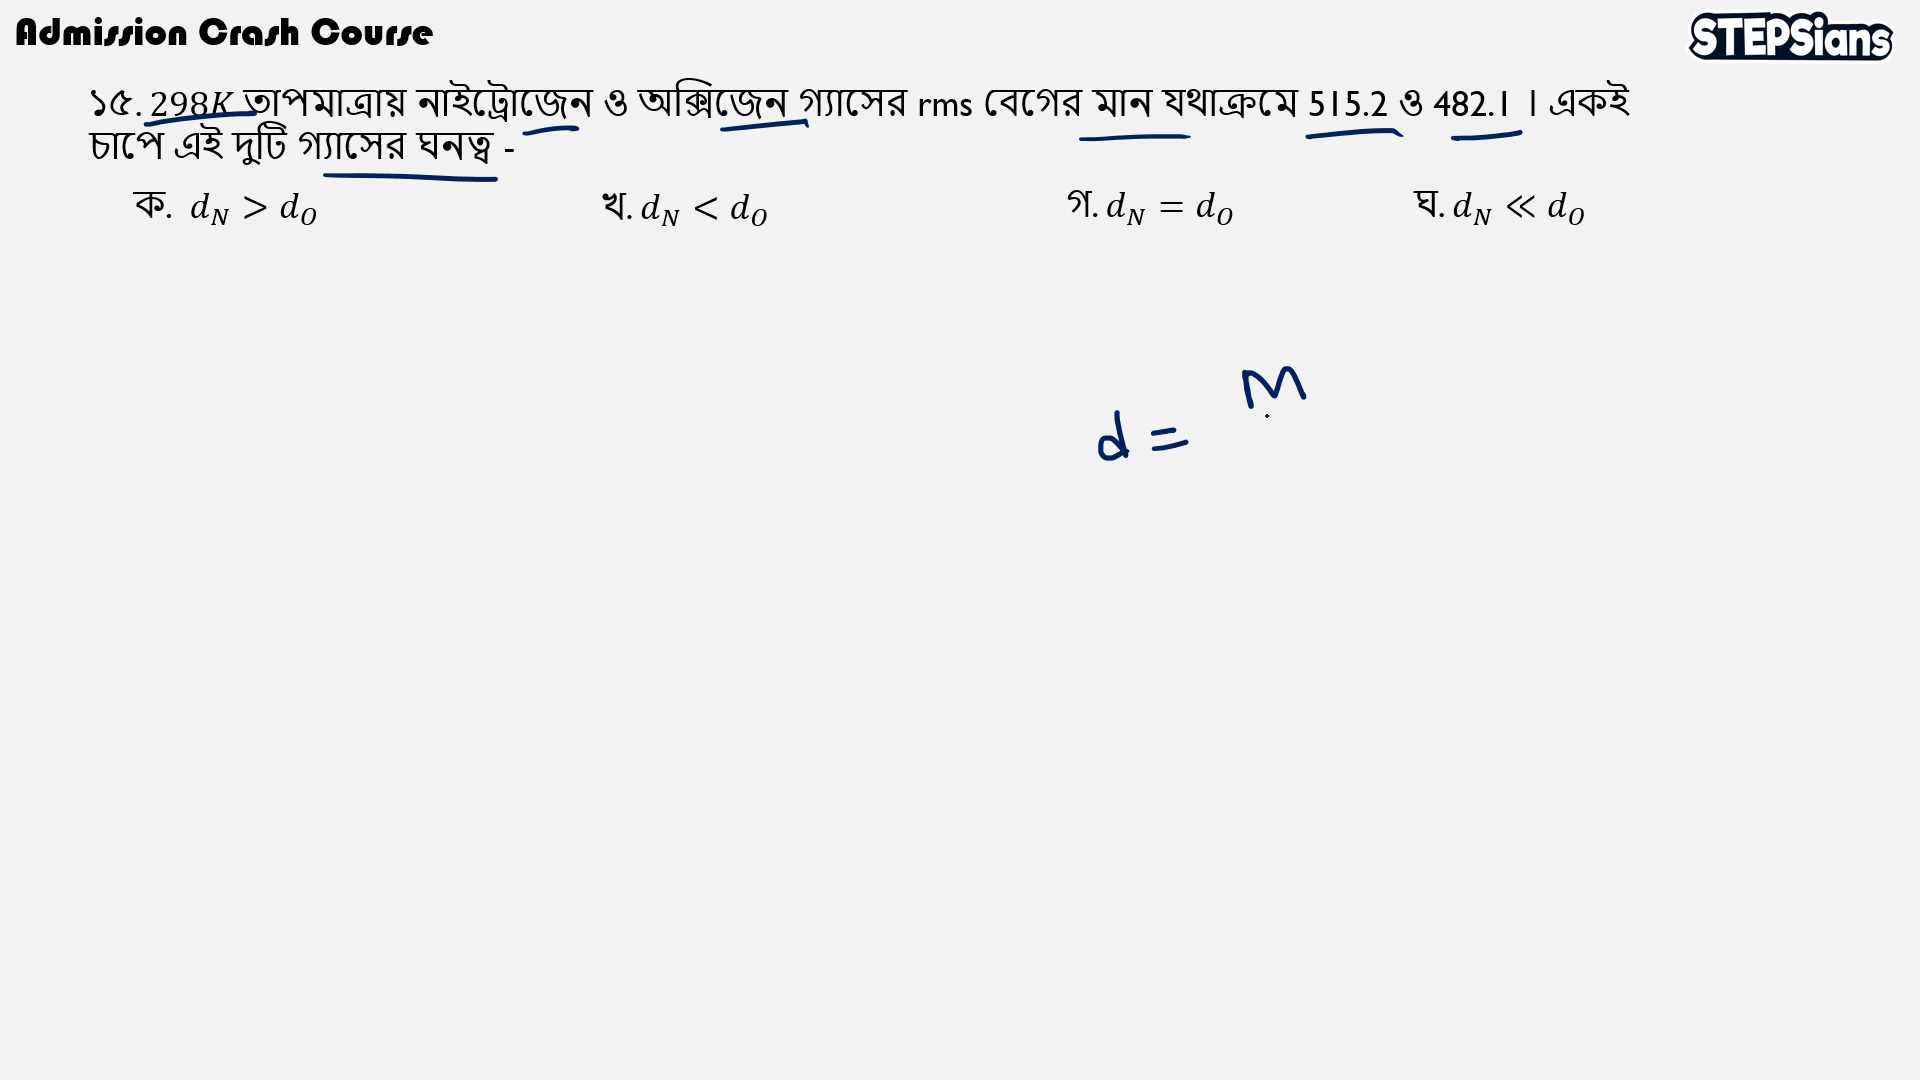 Admission Crash Course
STEPSians
১৫. 298K তাপমাত্রায় নাইট্রোজেন ও অক্সিজেন গ্যাসের rms বেগের মান যথাক্রমে 515.2 ও 482.1 । একই
চাপে এই দুটি গ্যাসের ঘনত্ব -
ক. d_N > d_O খ. d_N < d_O গ. d_N = d_O ঘ. d_N ≪ d_O
d = M